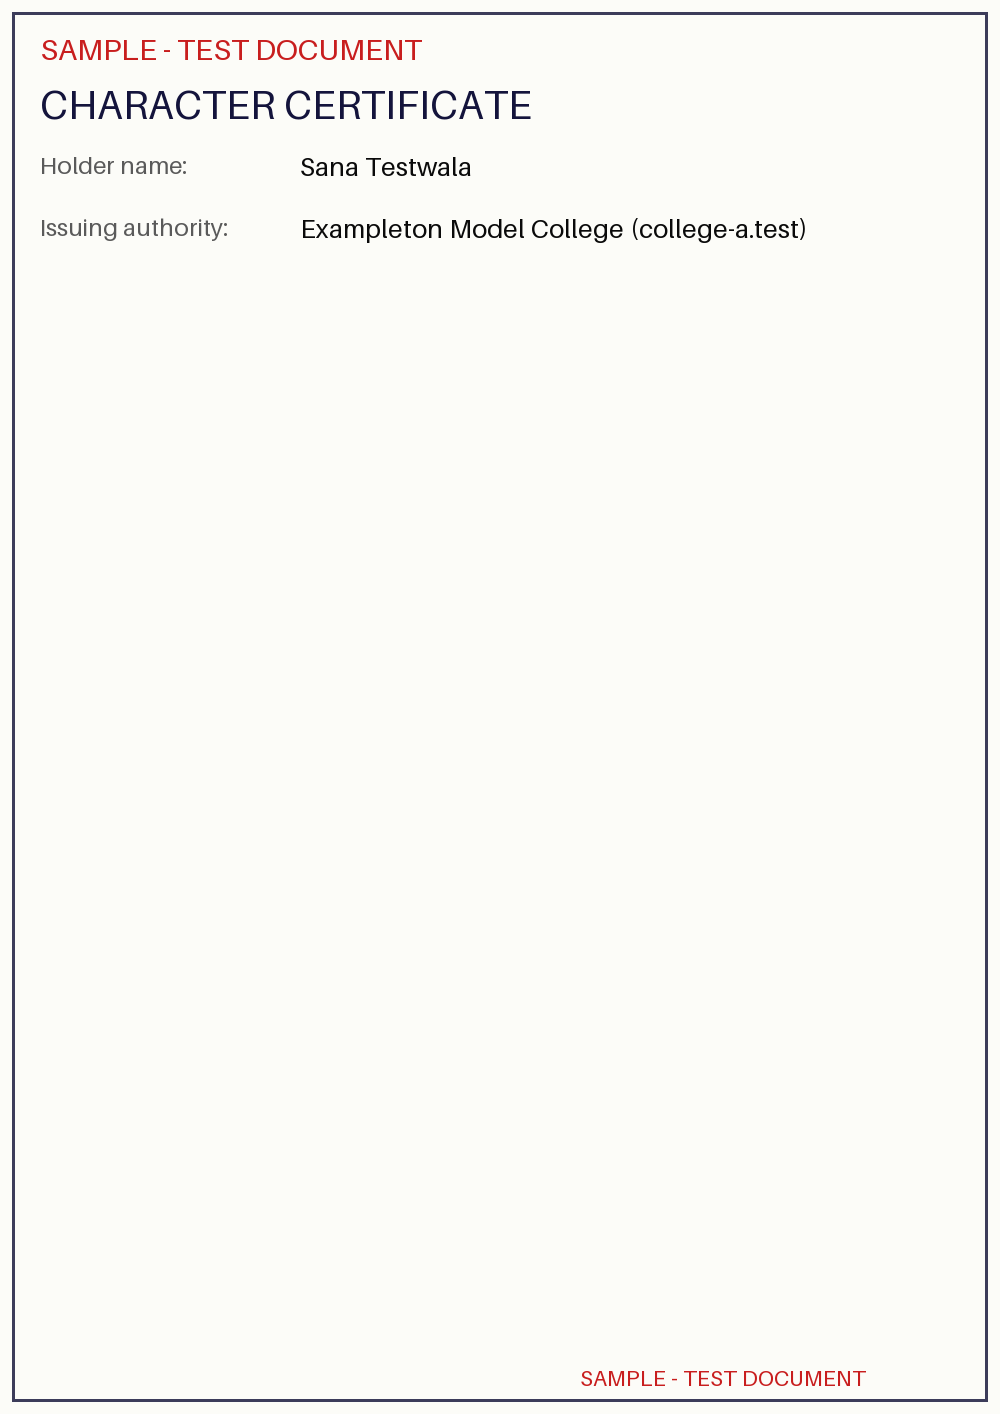 SAMPLE - TEST DOCUMENT
CHARACTER CERTIFICATE
Holder name: Sana Testwala
Issuing authority: Exampleton Model College (college-a.test)
SAMPLE - TEST DOCUMENT